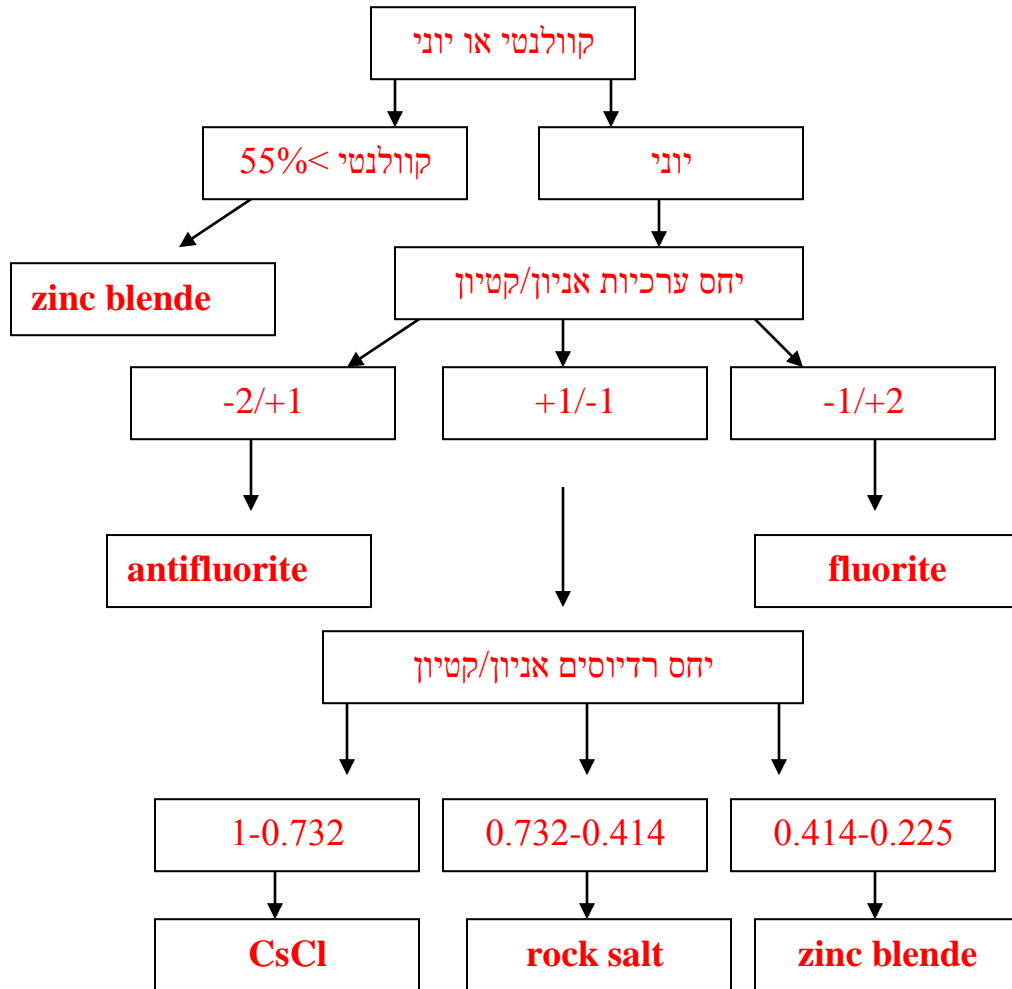 קוולנטי או יוני
קוולנטי >55%
יוני
zinc blende
יחס ערכיות אניון/קטיון
-2/+1
+1/-1
-1/+2
antifluorite
fluorite
יחס רדיוסים אניון/קטיון
1-0.732
0.732-0.414
0.414-0.225
CsCl
rock salt
zinc blende